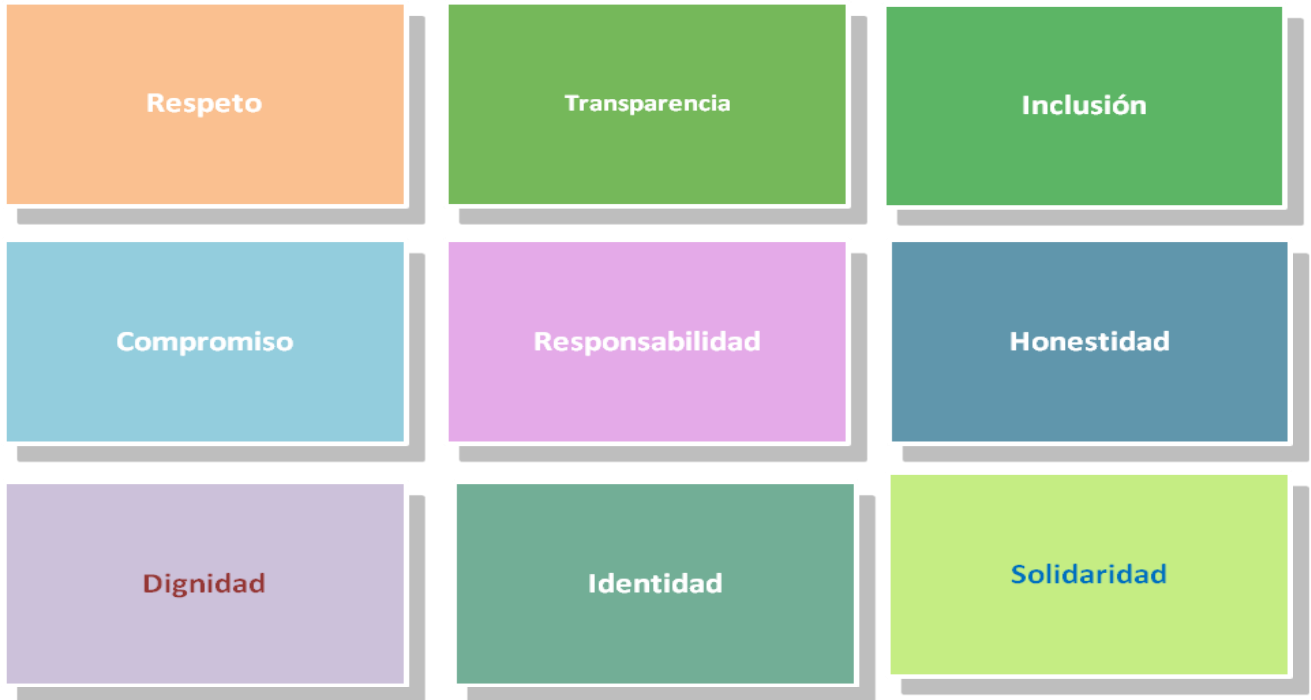 Respeto
Transparencia
Inclusión
Compromiso
Responsabilidad
Honestidad
Dignidad
Identidad
Solidaridad